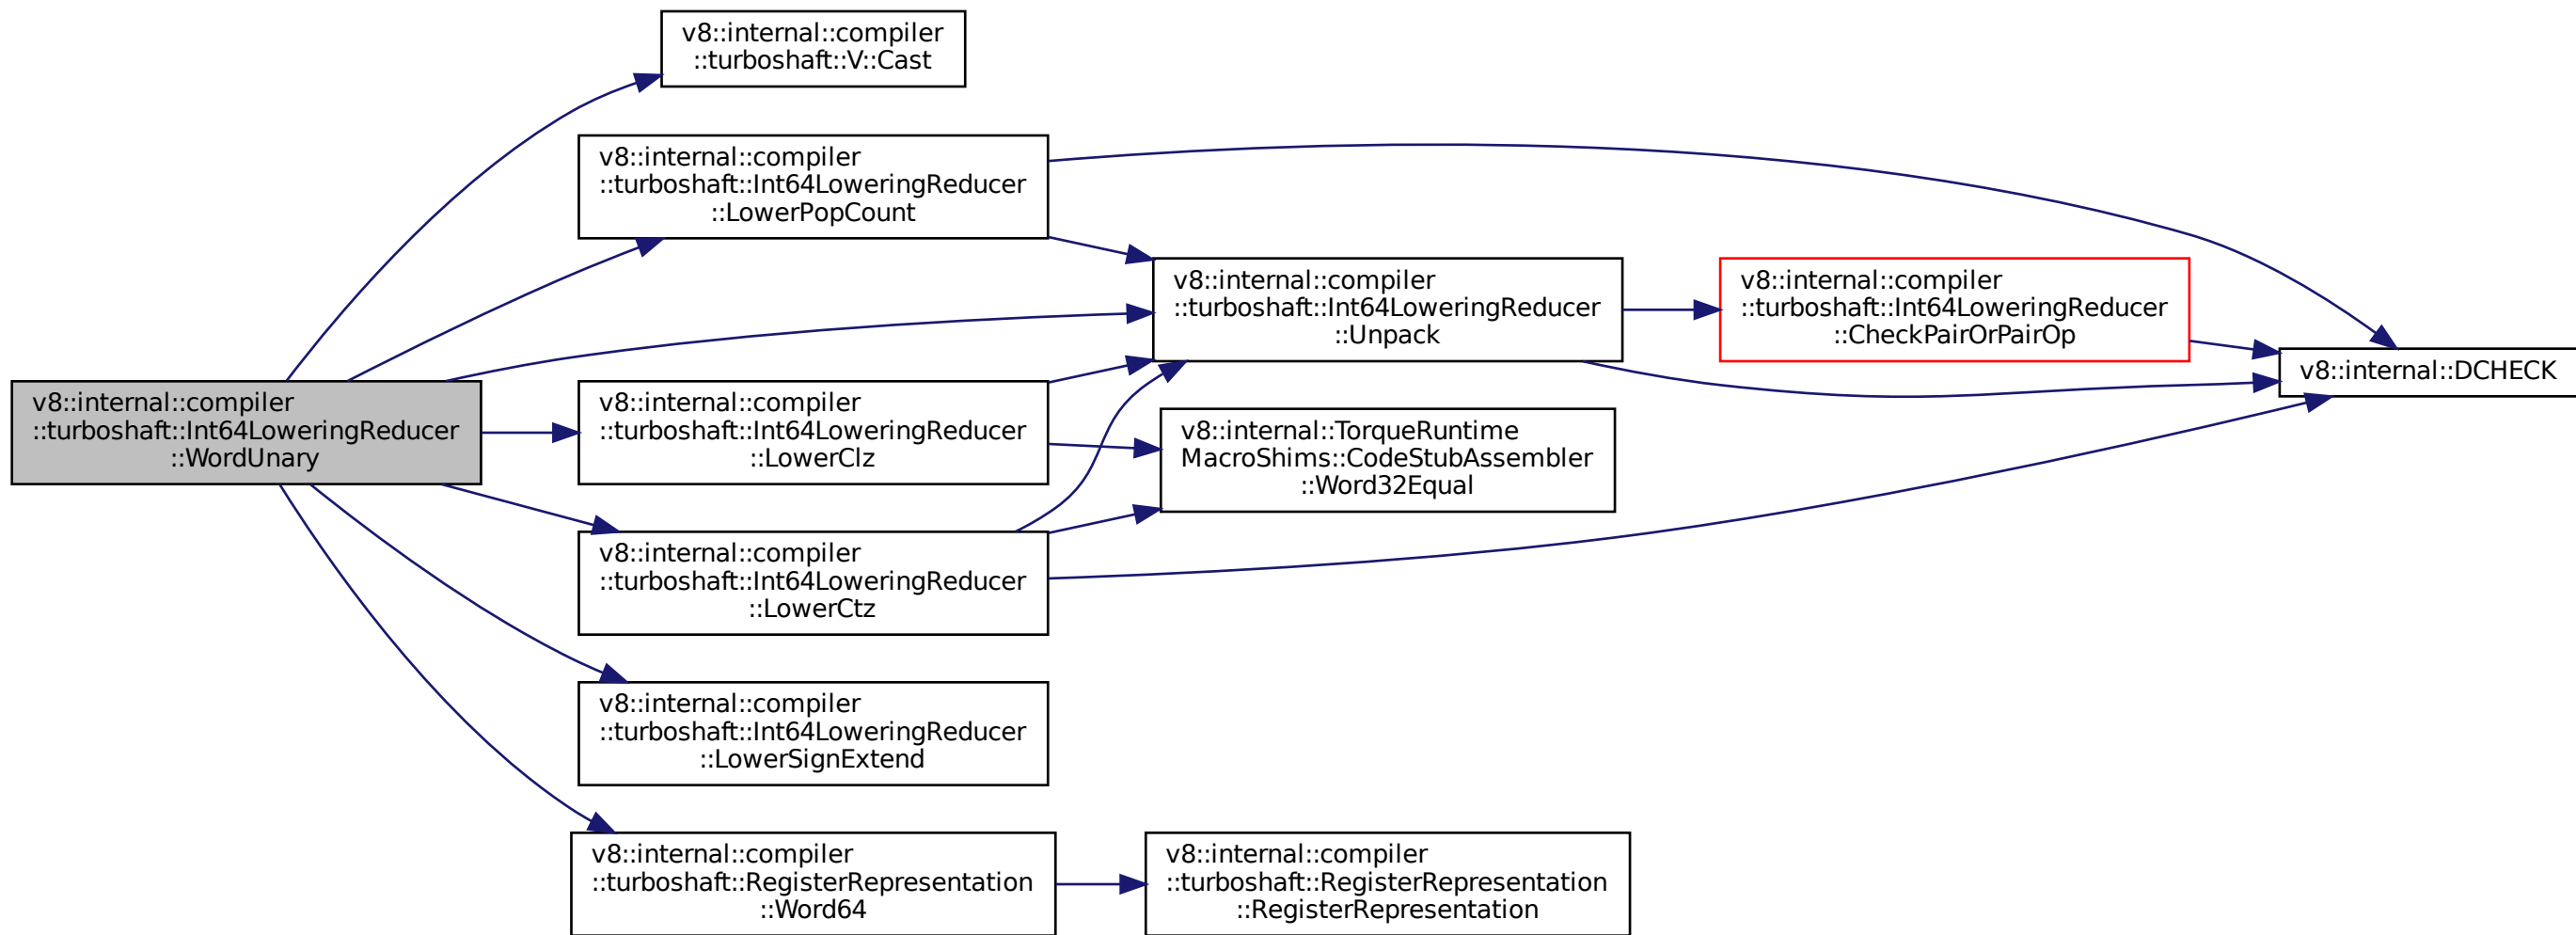 v8::internal::compiler
::turboshaft::V::Cast
v8::internal::compiler
::turboshaft::Int64LoweringReducer
::LowerPopCount
v8::internal::compiler
::turboshaft::Int64LoweringReducer
::Unpack
v8::internal::compiler
::turboshaft::Int64LoweringReducer
::CheckPairOrPairOp
v8::internal::DCHECK
v8::internal::compiler
::turboshaft::Int64LoweringReducer
::WordUnary
v8::internal::compiler
::turboshaft::Int64LoweringReducer
::LowerClz
v8::internal::TorqueRuntime
MacroShims::CodeStubAssembler
::Word32Equal
v8::internal::compiler
::turboshaft::Int64LoweringReducer
::LowerCtz
v8::internal::compiler
::turboshaft::Int64LoweringReducer
::LowerSignExtend
v8::internal::compiler
::turboshaft::RegisterRepresentation
::Word64
v8::internal::compiler
::turboshaft::RegisterRepresentation
::RegisterRepresentation